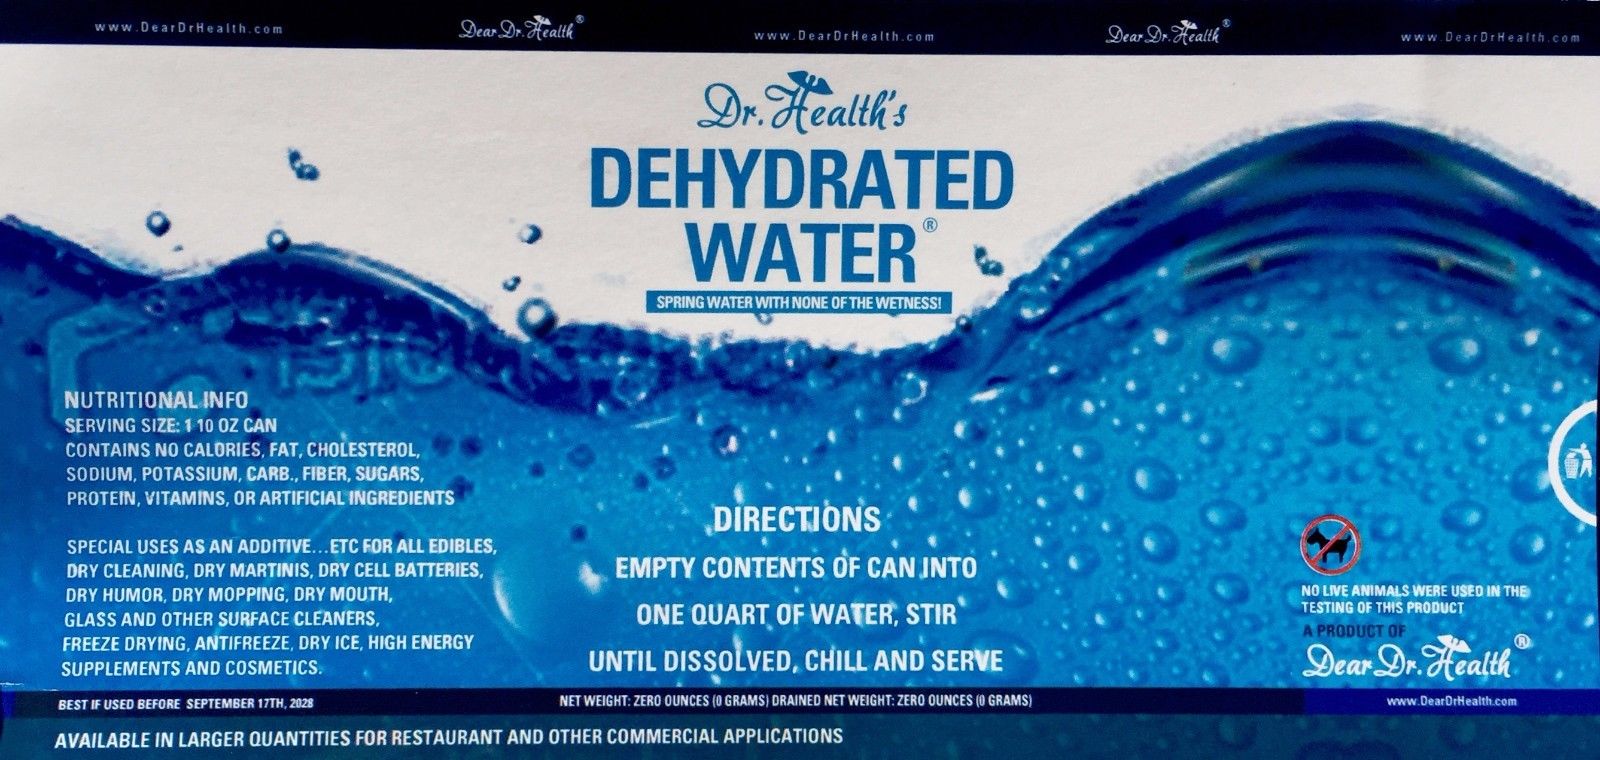 www.DearDrHealth.com
Dear Dr. Health®
www.DearDrHealth.com
Dear Dr. Health®
www.DearDrHealth.com
Dr. Health's
DEHYDRATED
WATER®
SPRING WATER WITH NONE OF THE WETNESS!
NUTRITIONAL INFO
SERVING SIZE: 1 10 OZ CAN
CONTAINS NO CALORIES, FAT, CHOLESTEROL,
SODIUM, POTASSIUM, CARB., FIBER, SUGARS,
PROTEIN, VITAMINS, OR ARTIFICIAL INGREDIENTS
SPECIAL USES AS AN ADDITIVE...ETC FOR ALL EDIBLES,
DRY CLEANING, DRY MARTINIS, DRY CELL BATTERIES,
DRY HUMOR, DRY MOPPING, DRY MOUTH,
GLASS AND OTHER SURFACE CLEANERS,
FREEZE DRYING, ANTIFREEZE, DRY ICE, HIGH ENERGY
SUPPLEMENTS AND COSMETICS.
DIRECTIONS
EMPTY CONTENTS OF CAN INTO
ONE QUART OF WATER, STIR
UNTIL DISSOLVED, CHILL AND SERVE
NO LIVE ANIMALS WERE USED IN THE
TESTING OF THIS PRODUCT
A PRODUCT OF
Dear Dr. Health®
BEST IF USED BEFORE SEPTEMBER 17TH, 2028
NET WEIGHT: ZERO OUNCES (0 GRAMS) DRAINED NET WEIGHT: ZERO OUNCES (0 GRAMS)
www.DearDrHealth.com
AVAILABLE IN LARGER QUANTITIES FOR RESTAURANT AND OTHER COMMERCIAL APPLICATIONS